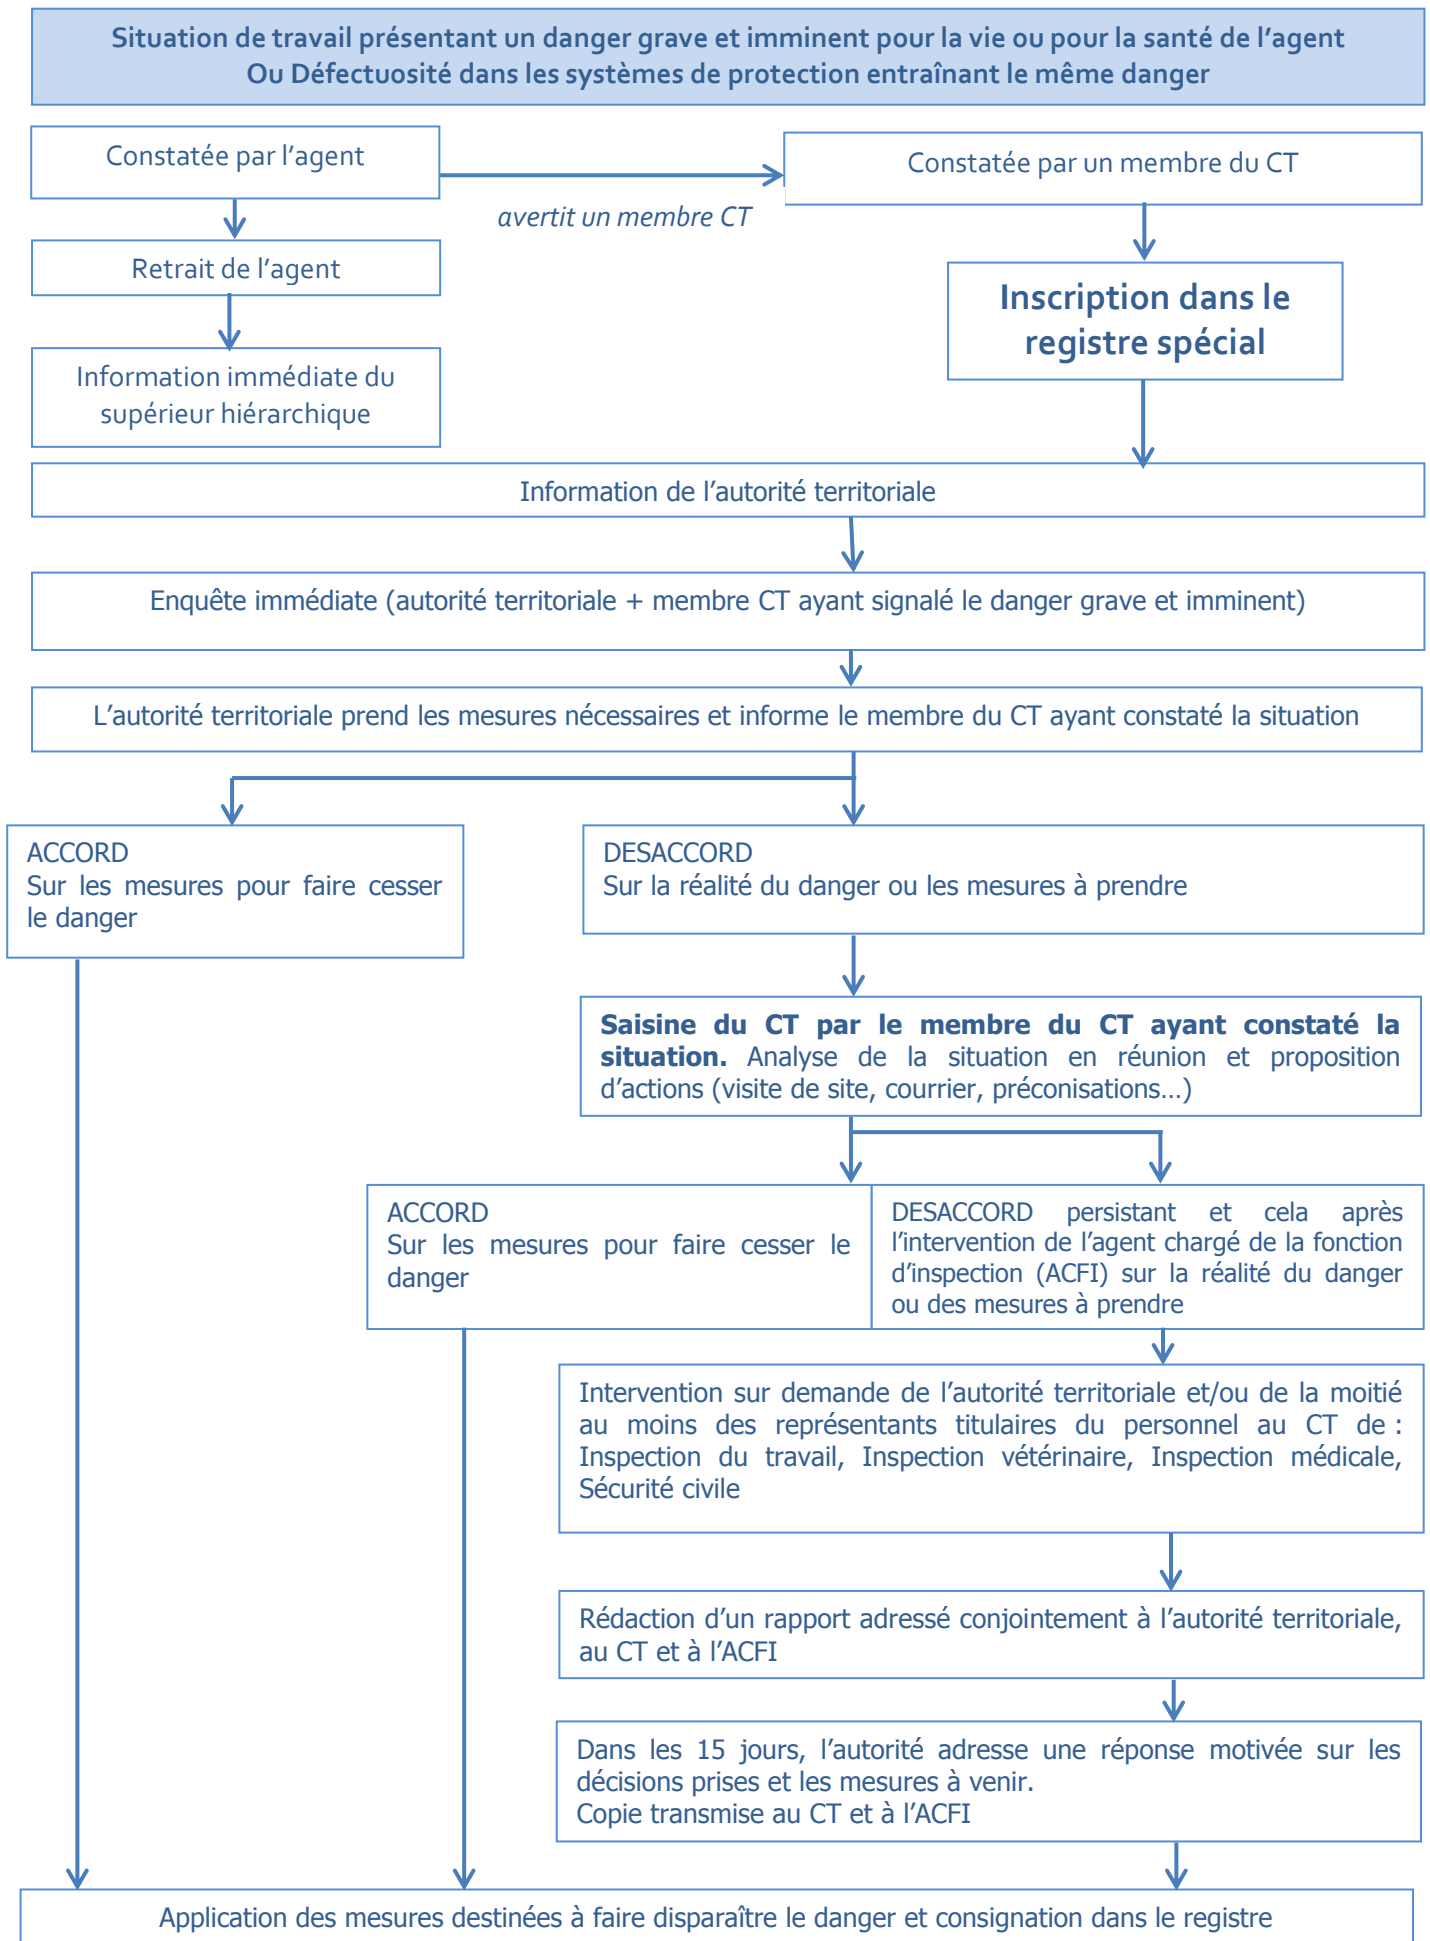 Situation de travail présentant un danger grave et imminent pour la vie ou pour la santé de l’agent
Ou Défectuosité dans les systèmes de protection entraînant le même danger
Constatée par l’agent
Constatée par un membre du CT
avertit un membre CT
Retrait de l’agent
Inscription dans le
registre spécial
Information immédiate du
supérieur hiérarchique
Information de l’autorité territoriale
Enquête immédiate (autorité territoriale + membre CT ayant signalé le danger grave et imminent)
L’autorité territoriale prend les mesures nécessaires et informe le membre du CT ayant constaté la situation
ACCORD
Sur les mesures pour faire cesser
le danger
DESACCORD
Sur la réalité du danger ou les mesures à prendre
Saisine du CT par le membre du CT ayant constaté la
situation. Analyse de la situation en réunion et proposition
d’actions (visite de site, courrier, préconisations…)
ACCORD
Sur les mesures pour faire cesser le
danger
DESACCORD persistant et cela après
l’intervention de l’agent chargé de la fonction
d’inspection (ACFI) sur la réalité du danger
ou des mesures à prendre
Intervention sur demande de l’autorité territoriale et/ou de la moitié
au moins des représentants titulaires du personnel au CT de :
Inspection du travail, Inspection vétérinaire, Inspection médicale,
Sécurité civile
Rédaction d’un rapport adressé conjointement à l’autorité territoriale,
au CT et à l’ACFI
Dans les 15 jours, l’autorité adresse une réponse motivée sur les
décisions prises et les mesures à venir.
Copie transmise au CT et à l’ACFI
Application des mesures destinées à faire disparaître le danger et consignation dans le registre